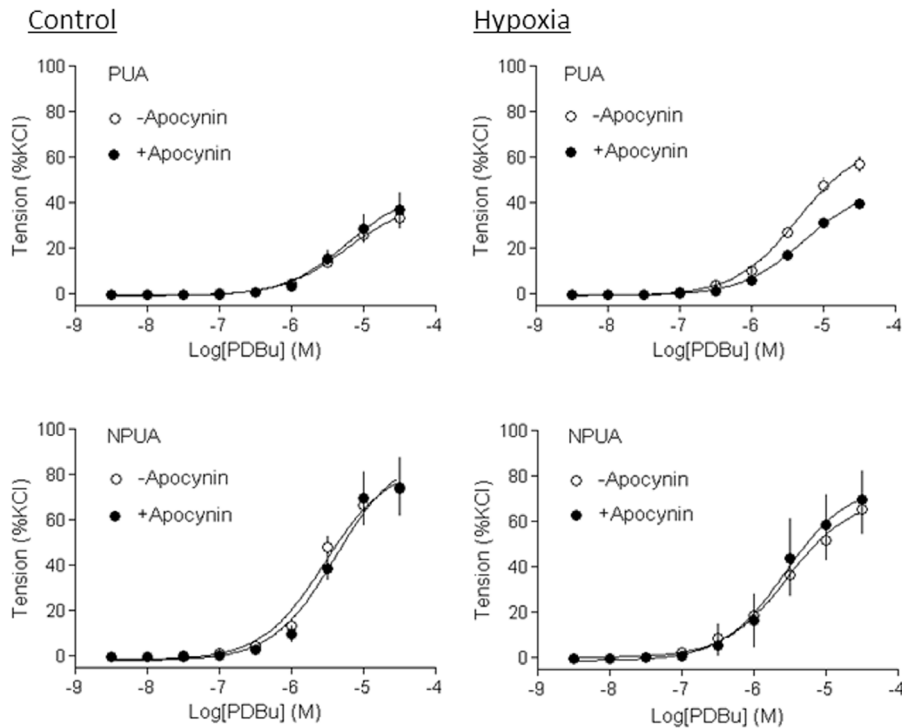 Control
Hypoxia
100
80
60
40
20
0
Tension (%KCl)
PUA
-Apocynin
+Apocynin
-9
-8
-7
-6
-5
-4
Log[PDBu] (M)
100
80
60
40
20
0
Tension (%KCl)
PUA
-Apocynin
+Apocynin
-9
-8
-7
-6
-5
-4
Log[PDBu] (M)
100
80
60
40
20
0
Tension (%KCl)
NPUA
-Apocynin
+Apocynin
-9
-8
-7
-6
-5
-4
Log[PDBu] (M)
100
80
60
40
20
0
Tension (%KCl)
NPUA
-Apocynin
+Apocynin
-9
-8
-7
-6
-5
-4
Log[PDBu] (M)